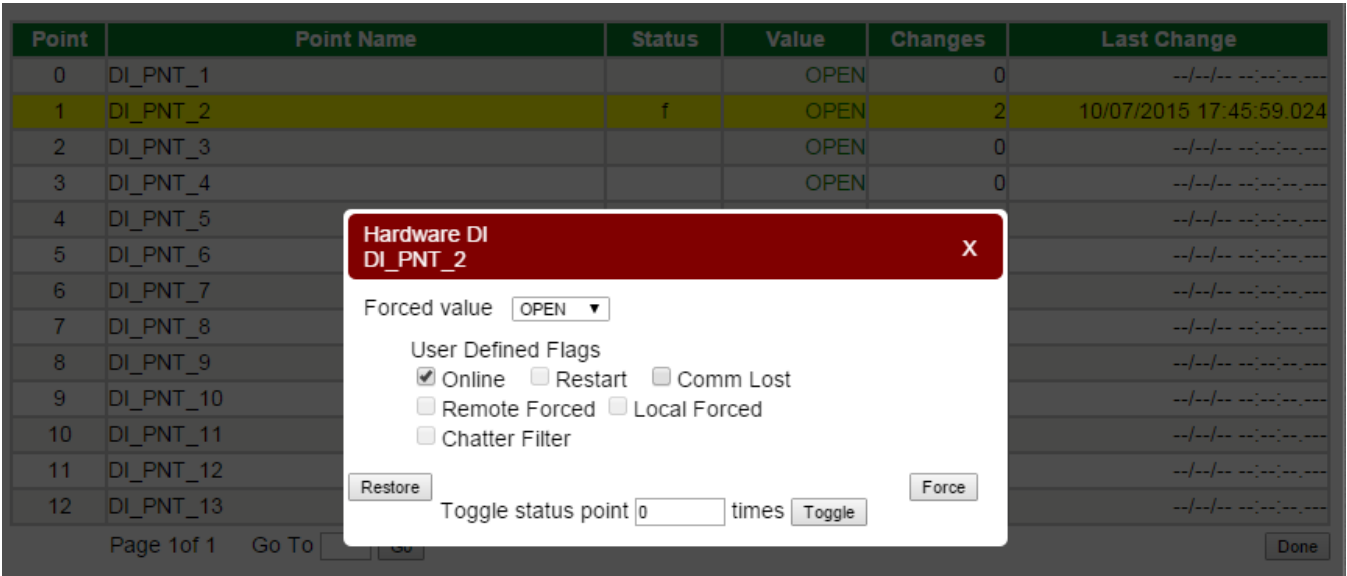 Point Point Name Status Value Changes Last Change
0 DI_PNT_1 OPEN 0 --/--/-- --:--:--.---
1 DI_PNT_2 f OPEN 2 10/07/2015 17:45:59.024
2 DI_PNT_3 OPEN 0 --/--/-- --:--:--.---
3 DI_PNT_4 OPEN 0 --/--/-- --:--:--.---
4 DI_PNT_5 --/--/-- --:--:--.---
5 DI_PNT_6 --/--/-- --:--:--.---
6 DI_PNT_7 --/--/-- --:--:--.---
7 DI_PNT_8 --/--/-- --:--:--.---
8 DI_PNT_9 --/--/-- --:--:--.---
9 DI_PNT_10 --/--/-- --:--:--.---
10 DI_PNT_11 --/--/-- --:--:--.---
11 DI_PNT_12 --/--/-- --:--:--.---
12 DI_PNT_13 --/--/-- --:--:--.---
Page 1of 1 Go To Go Done
Hardware DI
DI_PNT_2 X
Forced value OPEN
User Defined Flags
Online Restart Comm Lost
Remote Forced Local Forced
Chatter Filter
Restore Force
Toggle status point 0 times Toggle